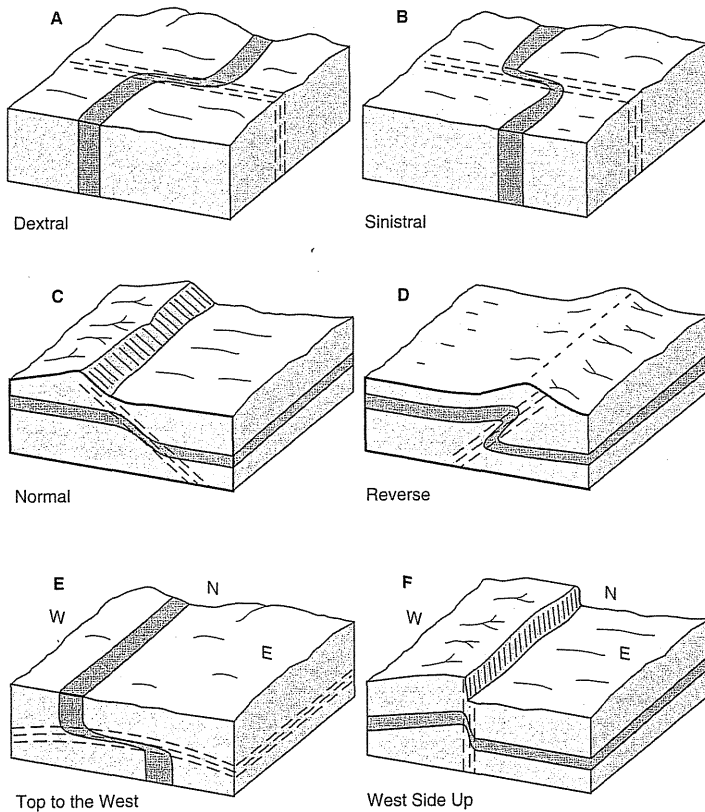 A
B
Dextral
Sinistral
C
D
Normal
Reverse
E
N
W
E
F
N
W
E
Top to the West
West Side Up